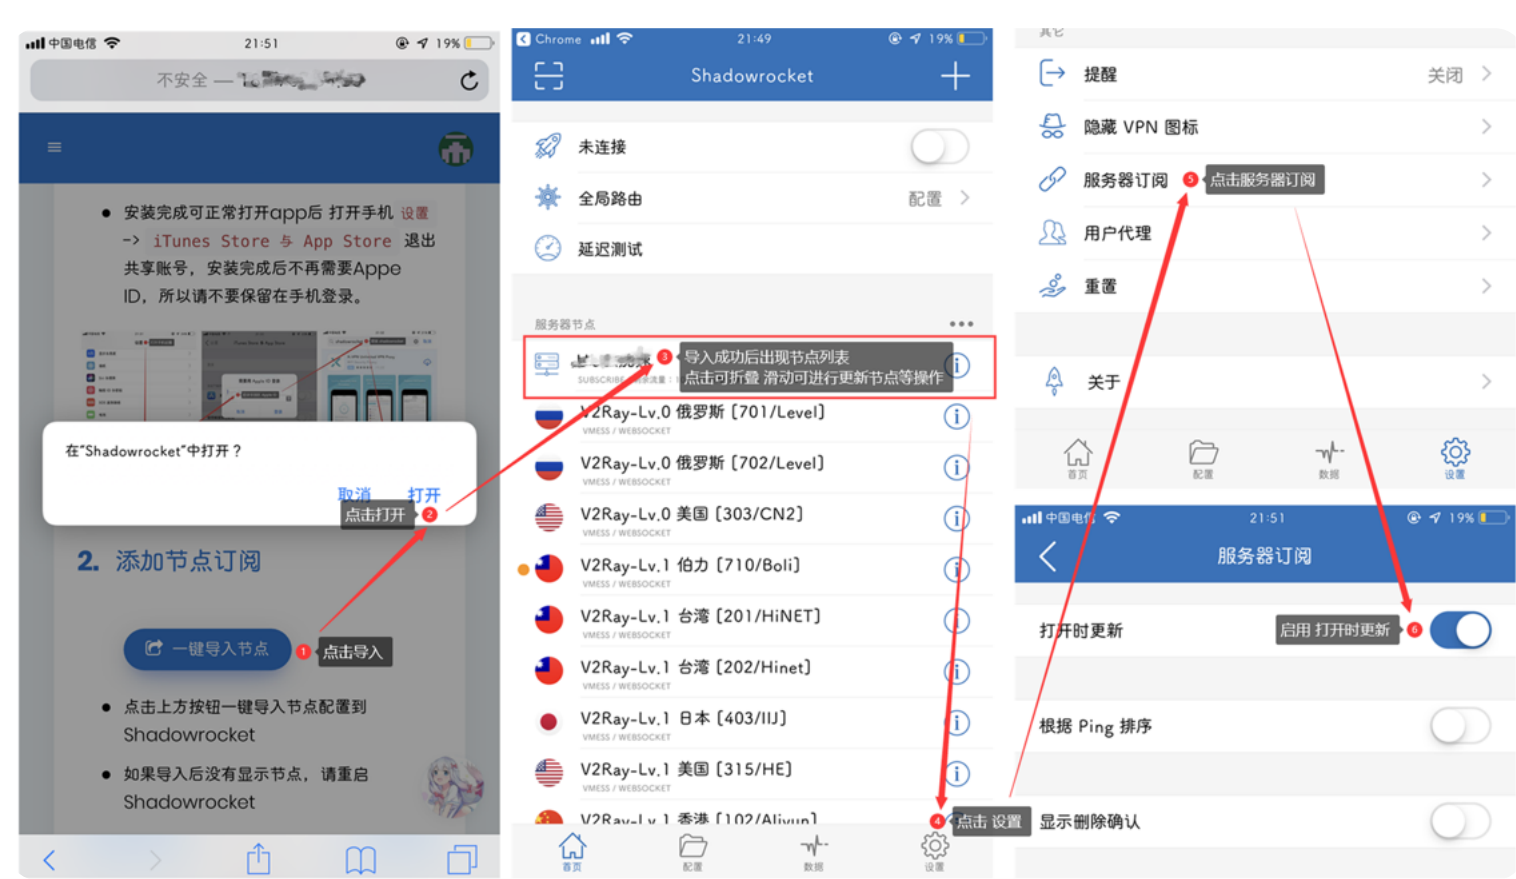 中国电信
21:51
19%
不安全 —
安装完成可正常打开app后 打开手机 设置
-> iTunes Store 与 App Store 退出
共享账号，安装完成后不再需要Appe
ID，所以请不要保留在手机登录。
在"Shadowrocket"中打开？
取消
打开
点击打开
2
2. 添加节点订阅
一键导入节点
1
点击导入
点击上方按钮一键导入节点配置到
Shadowrocket
如果导入后没有显示节点，请重启
Shadowrocket
Chrome
21:49
19%
Shadowrocket
未连接
全局路由
配置
延迟测试
服务器节点
3
导入成功后出现节点列表
点击可折叠 滑动可进行更新节点等操作
SUBSCRIBE
V2Ray-Lv.0 俄罗斯 [701/Level]
VMESS / WEBSOCKET
V2Ray-Lv.0 俄罗斯 [702/Level]
VMESS / WEBSOCKET
V2Ray-Lv.0 美国 [303/CN2]
VMESS / WEBSOCKET
V2Ray-Lv.1 伯力 [710/Boli]
VMESS / WEBSOCKET
V2Ray-Lv.1 台湾 [201/HiNET]
VMESS / WEBSOCKET
V2Ray-Lv.1 台湾 [202/Hinet]
VMESS / WEBSOCKET
V2Ray-Lv.1 日本 [403/IIJ]
VMESS / WEBSOCKET
V2Ray-Lv.1 美国 [315/HE]
VMESS / WEBSOCKET
V2Ray-Lv.1 香港 [102/Aliyun]
4
点击 设置
首页
配置
数据
设置
其它
提醒
关闭
隐藏 VPN 图标
服务器订阅
5
点击服务器订阅
用户代理
重置
关于
首页
配置
数据
设置
中国电信
21:51
19%
服务器订阅
打开时更新
启用 打开时更新
6
根据 Ping 排序
显示删除确认